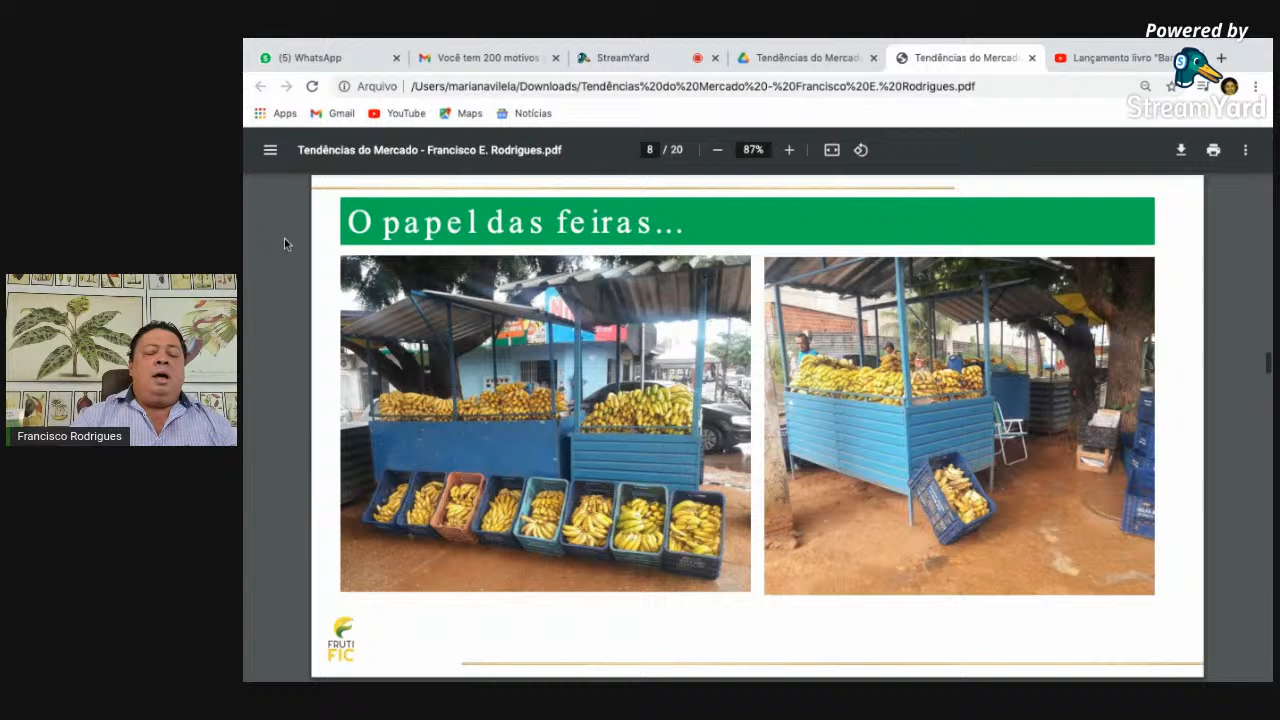 Powered by
StreamYard
(5) WhatsApp
Você tem 200 motivos
StreamYard
Tendências do Mercad
Tendências do Mercad
Lançamento livro "Ba
Arquivo
/Users/marianavilela/Downloads/Tendências%20do%20Mercado%20-%20Francisco%20E.%20Rodrigues.pdf
Apps
Gmail
YouTube
Maps
Notícias
Tendências do Mercado - Francisco E. Rodrigues.pdf
8 / 20
87%
O papel das feiras...
Francisco Rodrigues
FRUTI
FIC